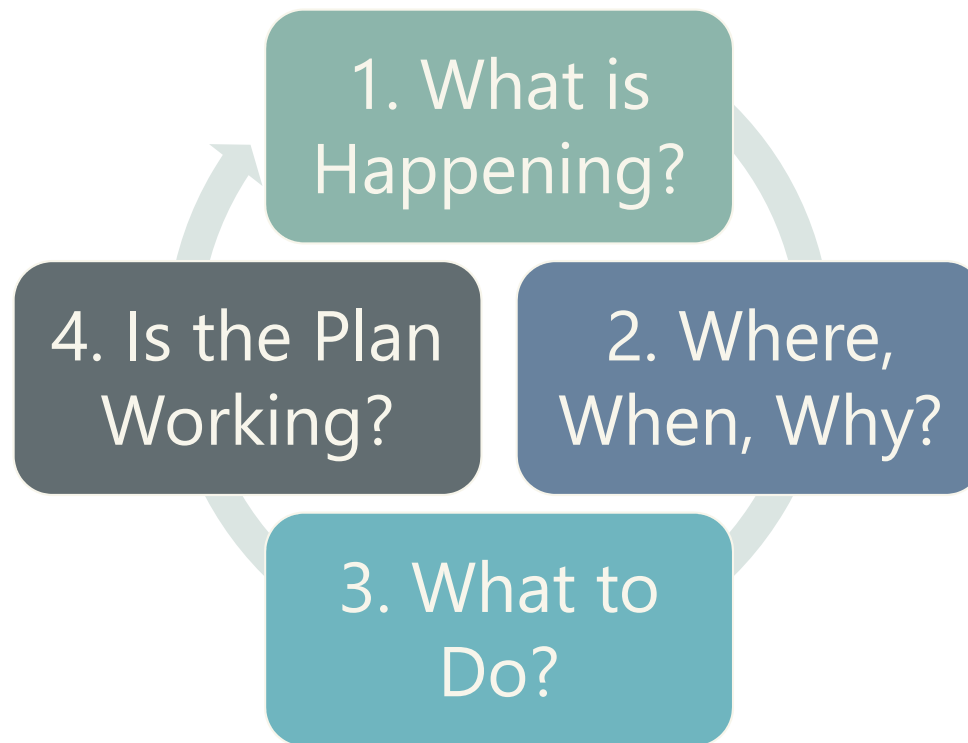 1. What is
Happening?
2. Where,
When, Why?
3. What to
Do?
4. Is the Plan
Working?